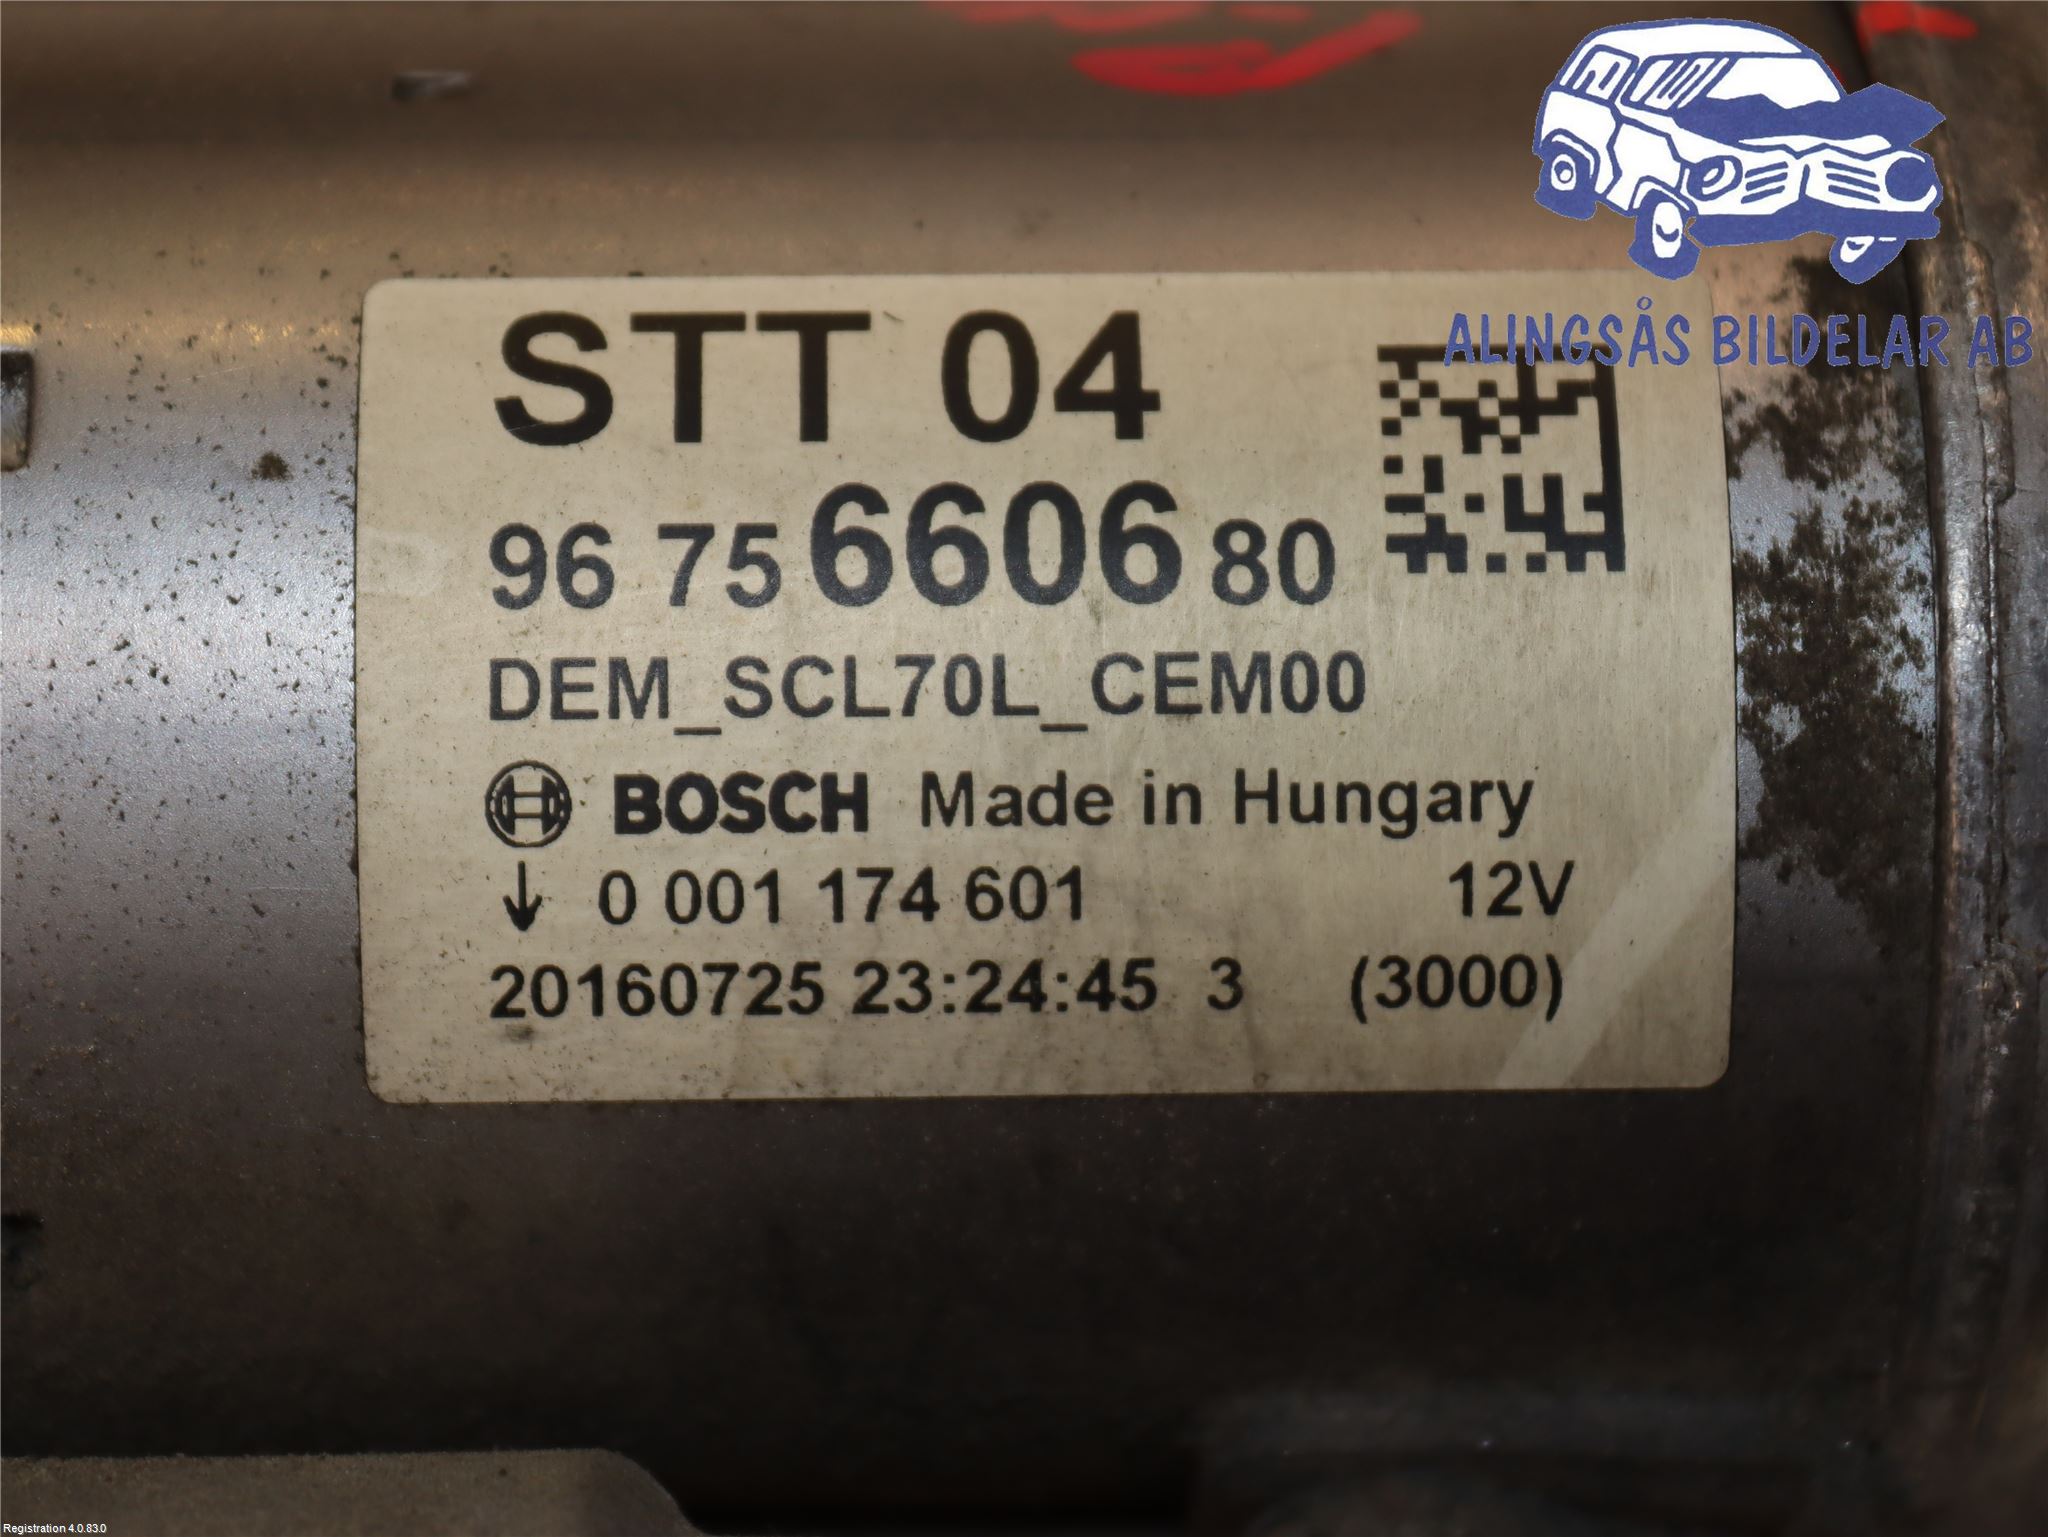 ALINGSÅS BILDELAR AB
STT 04
96 75 6606 80
DEM_SCL70L_CEM00
BOSCH Made in Hungary
↓ 0 001 174 601 12V
20160725 23:24:45 3 (3000)
Registration 4.0.83.0